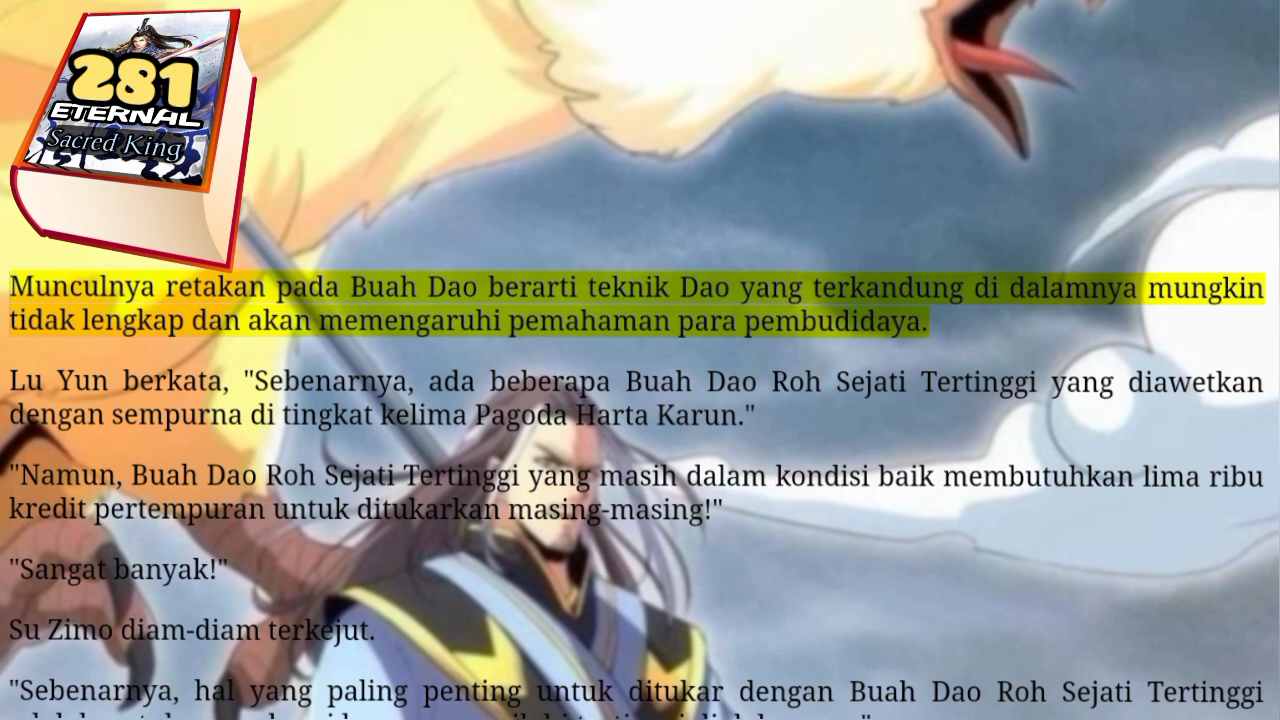 281
ETERNAL
Sacred King
Munculnya retakan pada Buah Dao berarti teknik Dao yang terkandung di dalamnya mungkin
tidak lengkap dan akan memengaruhi pemahaman para pembudidaya.
Lu Yun berkata, "Sebenarnya, ada beberapa Buah Dao Roh Sejati Tertinggi yang diawetkan
dengan sempurna di tingkat kelima Pagoda Harta Karun."
"Namun, Buah Dao Roh Sejati Tertinggi yang masih dalam kondisi baik membutuhkan lima ribu
kredit pertempuran untuk ditukarkan masing-masing!"
"Sangat banyak!"
Su Zimo diam-diam terkejut.
"Sebenarnya, hal yang paling penting untuk ditukar dengan Buah Dao Roh Sejati Tertinggi